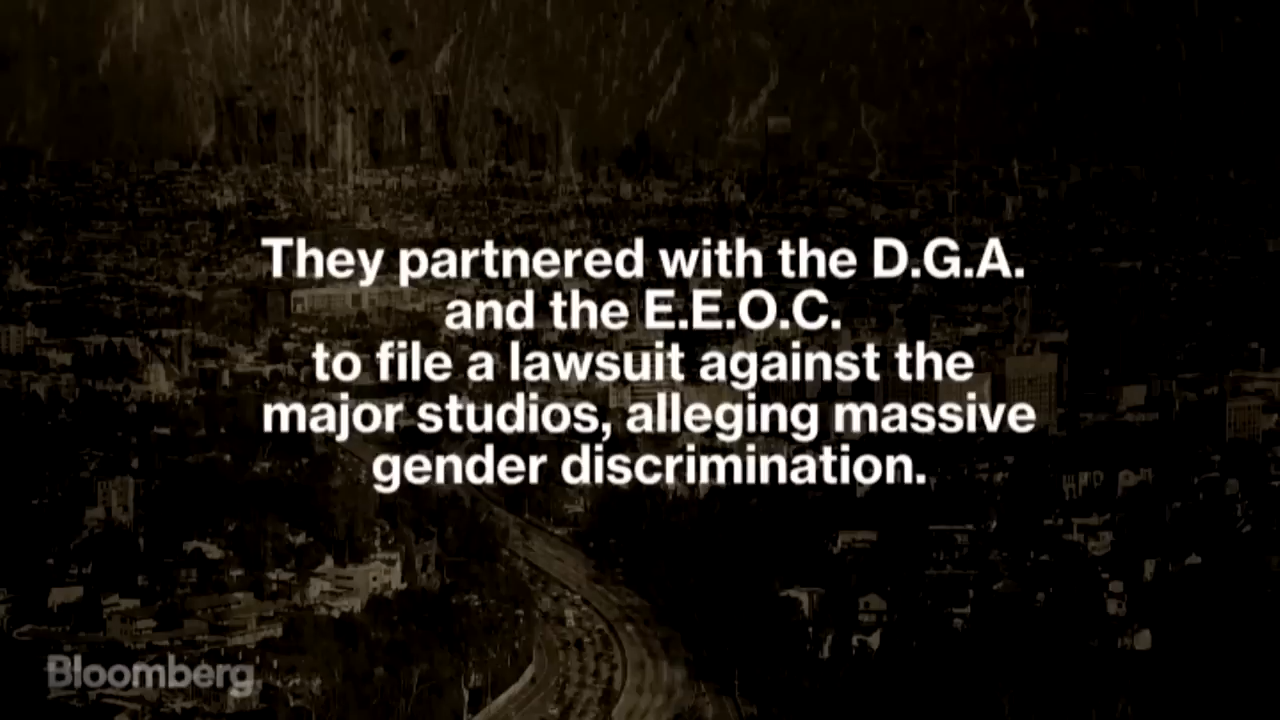 They partnered with the D.G.A.
and the E.E.O.C.
to file a lawsuit against the
major studios, alleging massive
gender discrimination.
Bloomberg